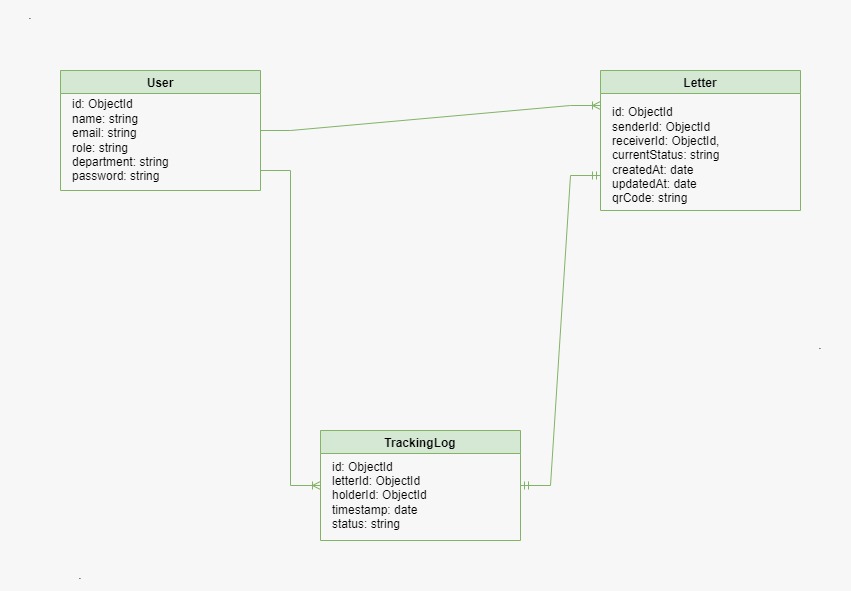 User
id: ObjectId
name: string
email: string
role: string
department: string
password: string
Letter
id: ObjectId
senderId: ObjectId
receiverId: ObjectId,
currentStatus: string
createdAt: date
updatedAt: date
qrCode: string
TrackingLog
id: ObjectId
letterId: ObjectId
holderId: ObjectId
timestamp: date
status: string